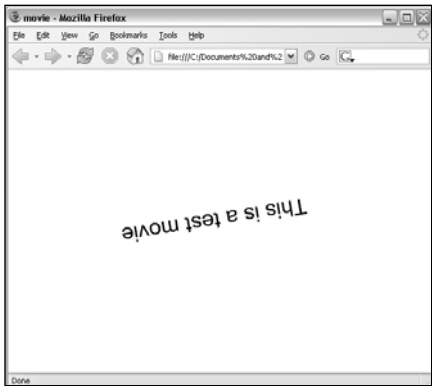 movie - Mozilla Firefox
File Edit View Go Bookmarks Tools Help
file:///C:/Documents%20and%2 Go
This is a test movie
Done